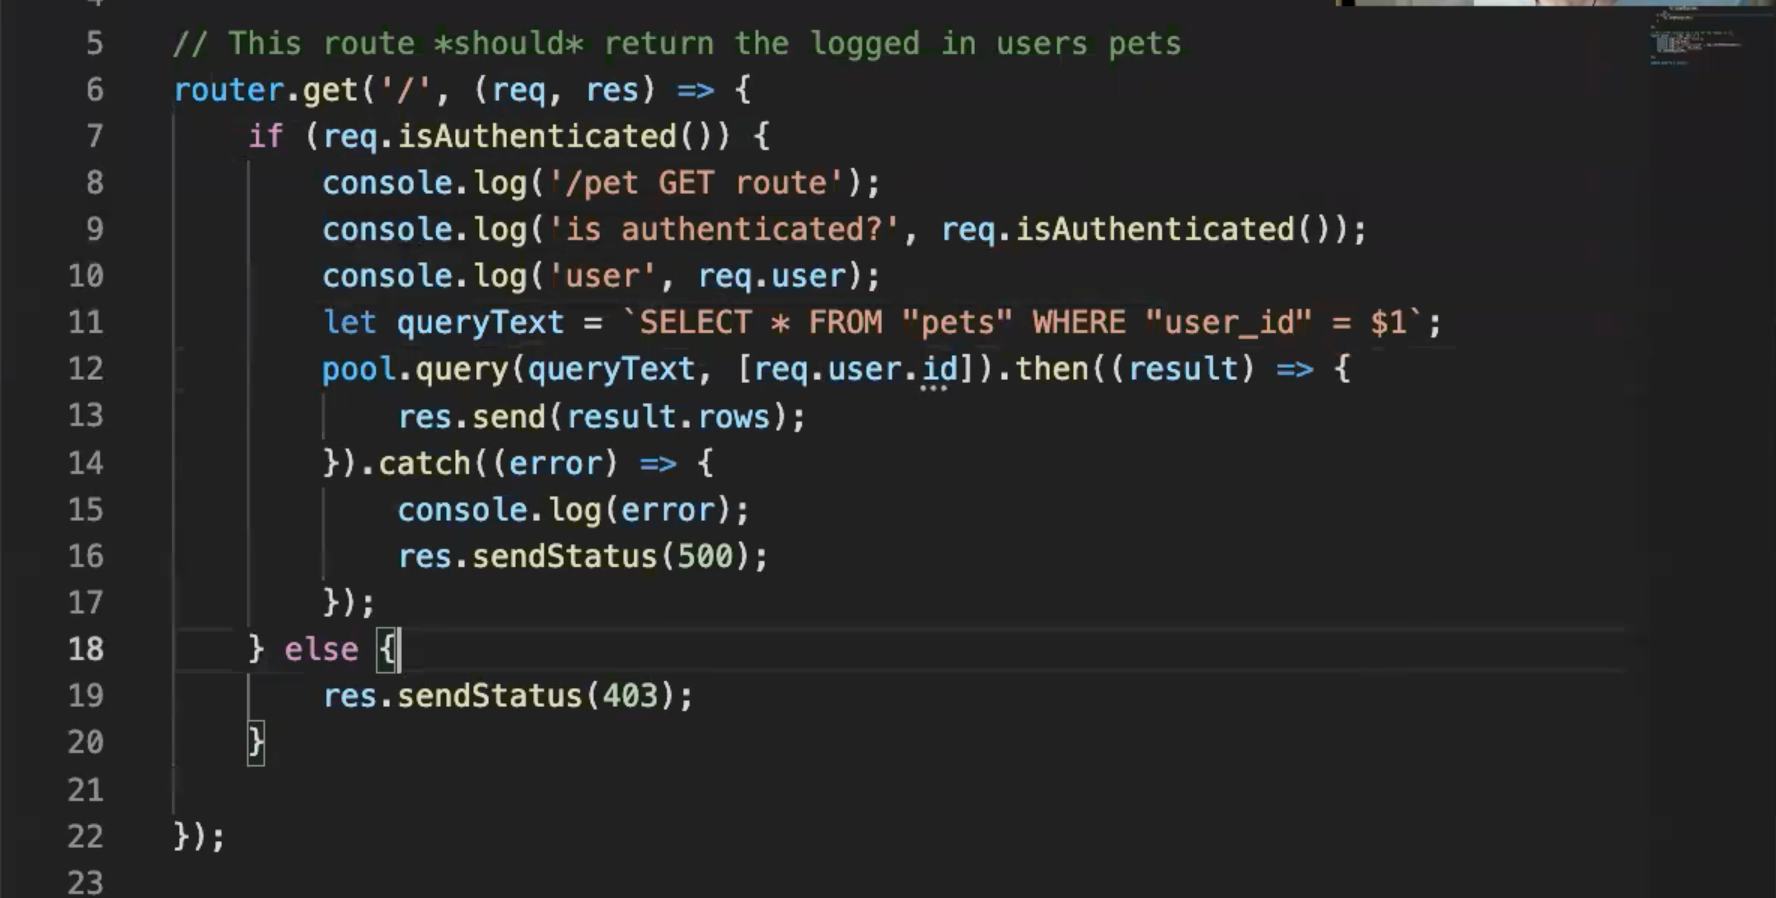 5 // This route *should* return the logged in users pets
6 router.get('/', (req, res) => {
7 if (req.isAuthenticated()) {
8 console.log('/pet GET route');
9 console.log('is authenticated?', req.isAuthenticated());
10 console.log('user', req.user);
11 let queryText = `SELECT * FROM "pets" WHERE "user_id" = $1`;
12 pool.query(queryText, [req.user.id]).then((result) => {
13 res.send(result.rows);
14 }).catch((error) => {
15 console.log(error);
16 res.sendStatus(500);
17 });
18 } else {
19 res.sendStatus(403);
20 }
21
22 });
23